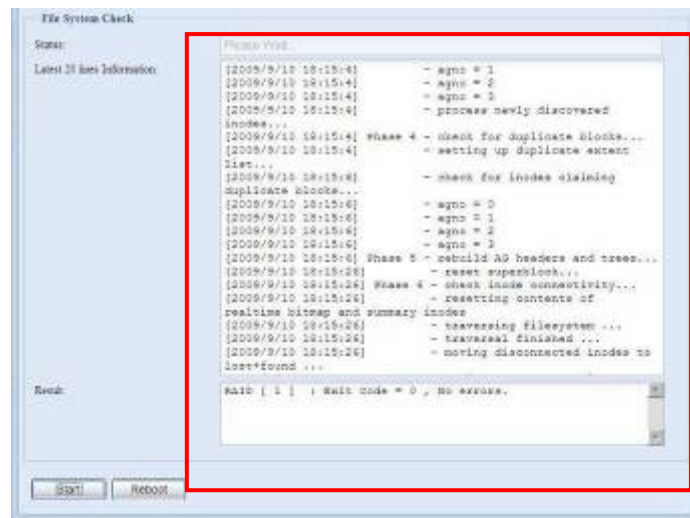 File System Check
Status:
Please Wait...
Latest 20 lines Information:
[2009/9/10 18:15:4]        - agno = 1
[2009/9/10 18:15:4]        - agno = 2
[2009/9/10 18:15:4]        - agno = 3
[2009/9/10 18:15:4]        - process newly discovered
inodes...
[2009/9/10 18:15:4] Phase 4 - check for duplicate blocks...
[2009/9/10 18:15:4]        - setting up duplicate extent
list...
[2009/9/10 18:15:6]        - check for inodes claiming
duplicate blocks...
[2009/9/10 18:15:6]        - agno = 0
[2009/9/10 18:15:6]        - agno = 1
[2009/9/10 18:15:6]        - agno = 2
[2009/9/10 18:15:6]        - agno = 3
[2009/9/10 18:15:6] Phase 5 - rebuild AG headers and trees...
[2009/9/10 18:15:26]        - reset superblock...
[2009/9/10 18:15:26] Phase 6 - check inode connectivity...
[2009/9/10 18:15:26]        - resetting contents of
realtime bitmap and summary inodes
[2009/9/10 18:15:26]        - traversing filesystem ...
[2009/9/10 18:15:26]        - traversal finished ...
[2009/9/10 18:15:26]        - moving disconnected inodes to
lost+found ...
Result:
RAID [ 1 ]  : Exit Code = 0 , No errors.
Start!
Reboot